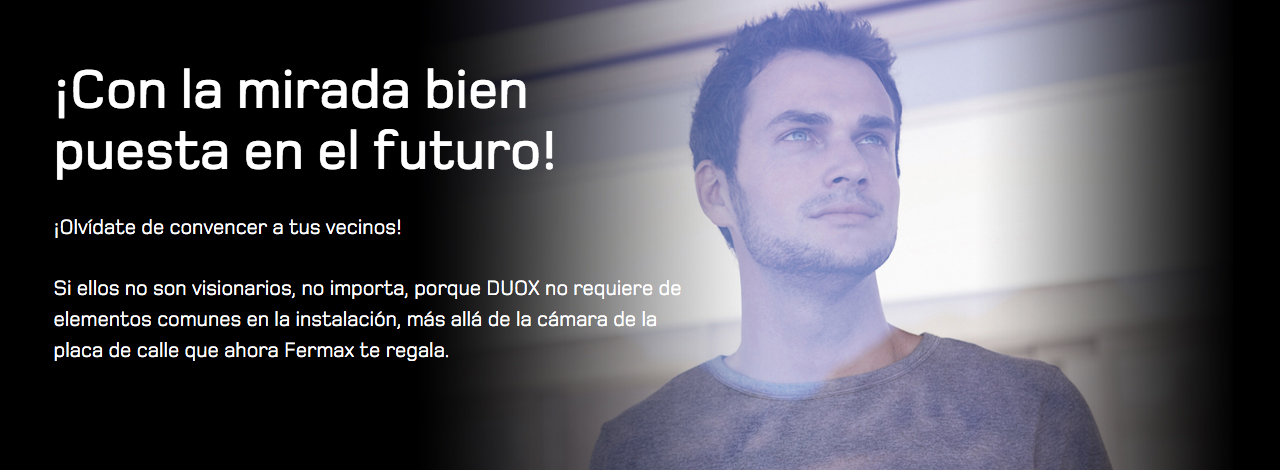 ¡Con la mirada bien
puesta en el futuro!
¡Olvídate de convencer a tus vecinos!
Si ellos no son visionarios, no importa, porque DUOX no requiere de
elementos comunes en la instalación, más allá de la cámara de la
placa de calle que ahora Fermax te regala.